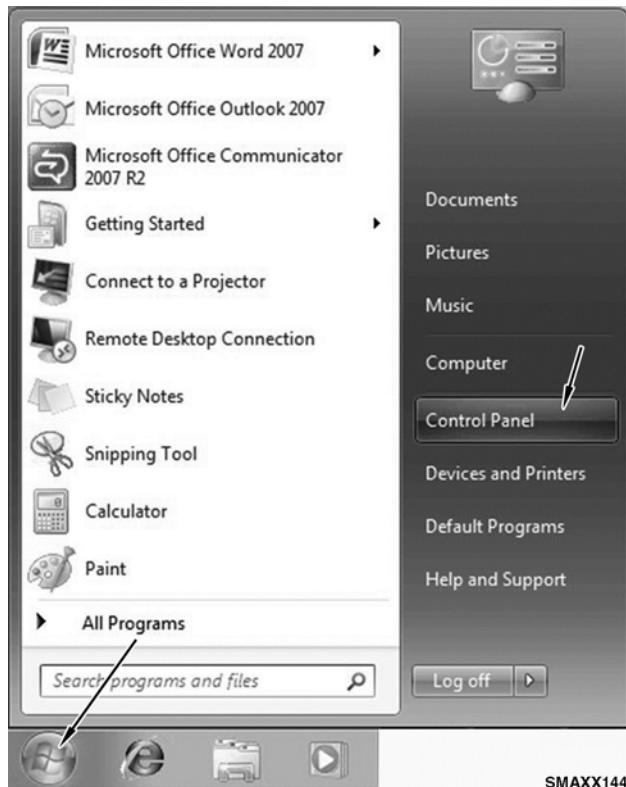 Microsoft Office Word 2007
Microsoft Office Outlook 2007
Microsoft Office Communicator
2007 R2
Getting Started
Connect to a Projector
Remote Desktop Connection
Sticky Notes
Snipping Tool
Calculator
Paint
All Programs
Search programs and files
Documents
Pictures
Music
Computer
Control Panel
Devices and Printers
Default Programs
Help and Support
Log off
SMAXX144